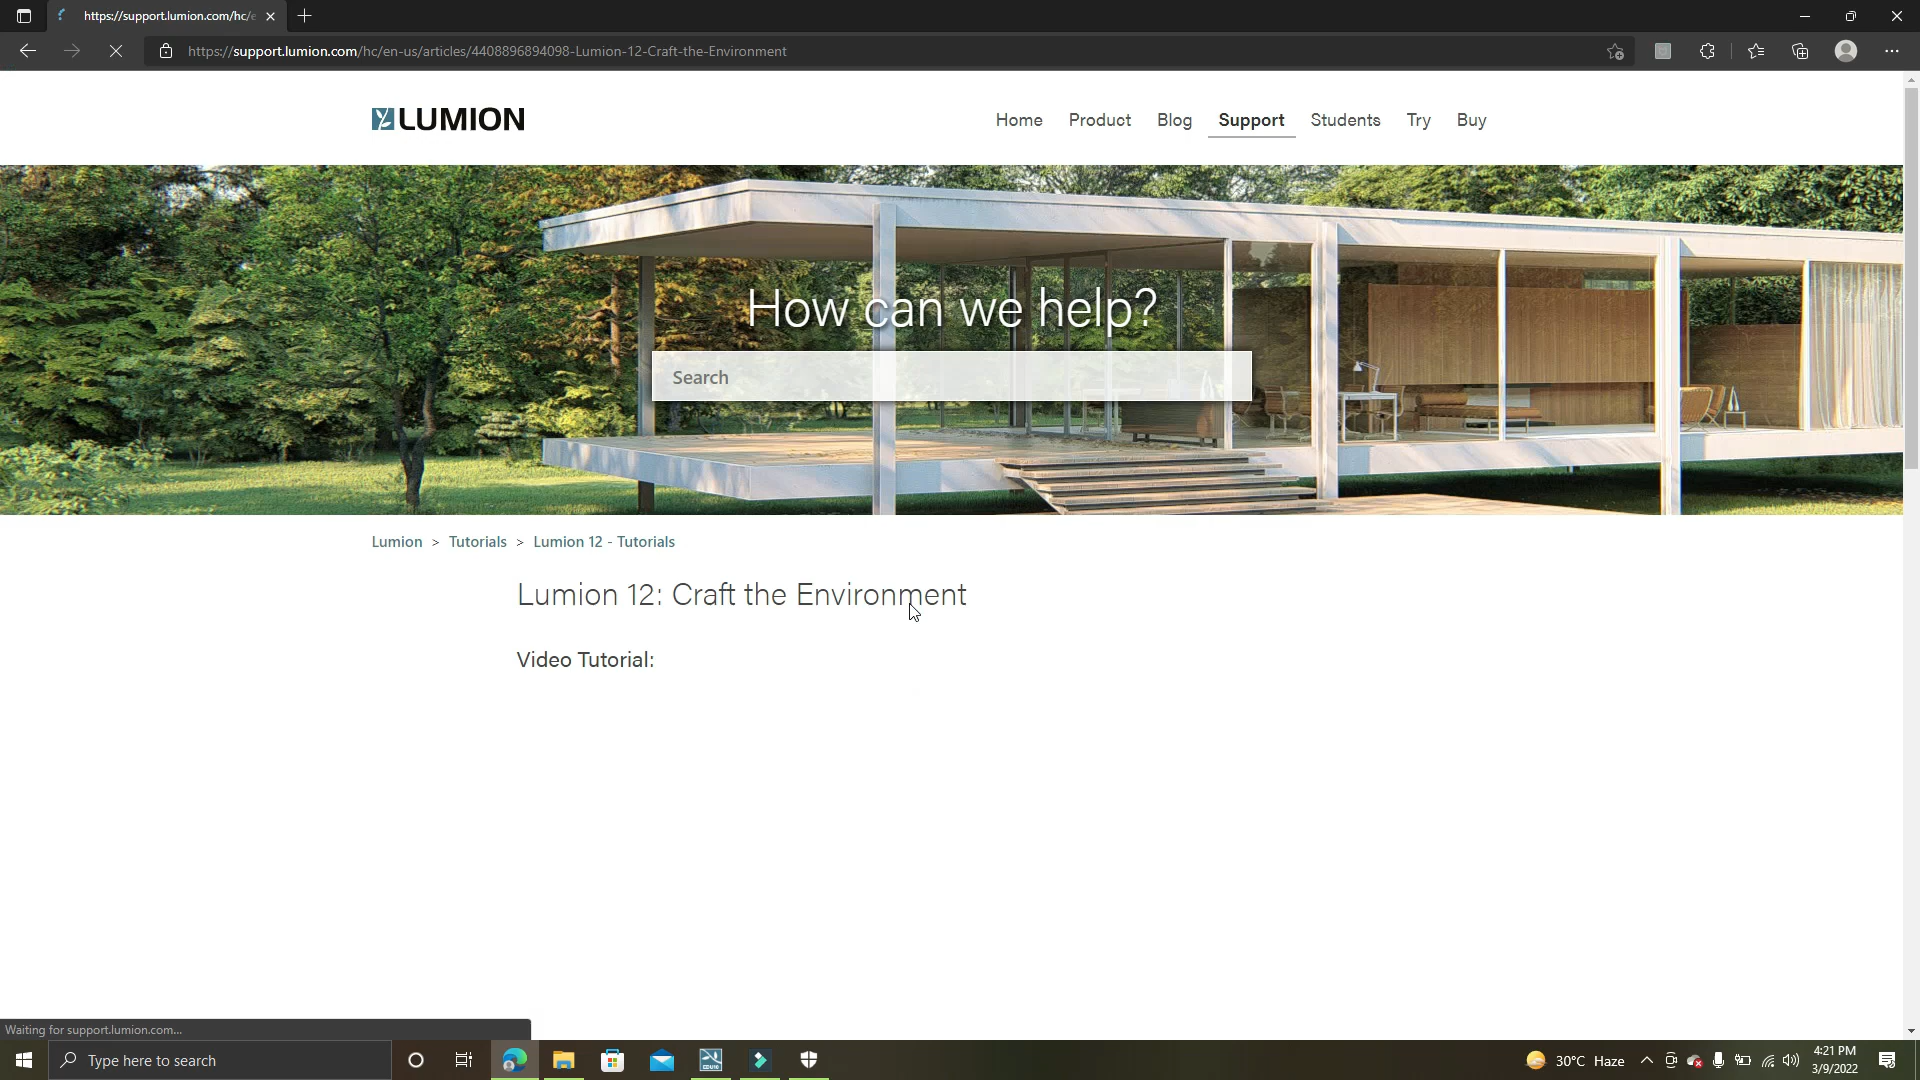 https://support.lumion.com/hc/e
https://support.lumion.com/hc/en-us/articles/4408896894098-Lumion-12-Craft-the-Environment
LUMION
Home Product Blog Support Students Try Buy
How can we help?
Search
Lumion > Tutorials > Lumion 12 - Tutorials
Lumion 12: Craft the Environment
Video Tutorial:
Waiting for support.lumion.com...
Type here to search
30°C Haze
4:21 PM
3/9/2022